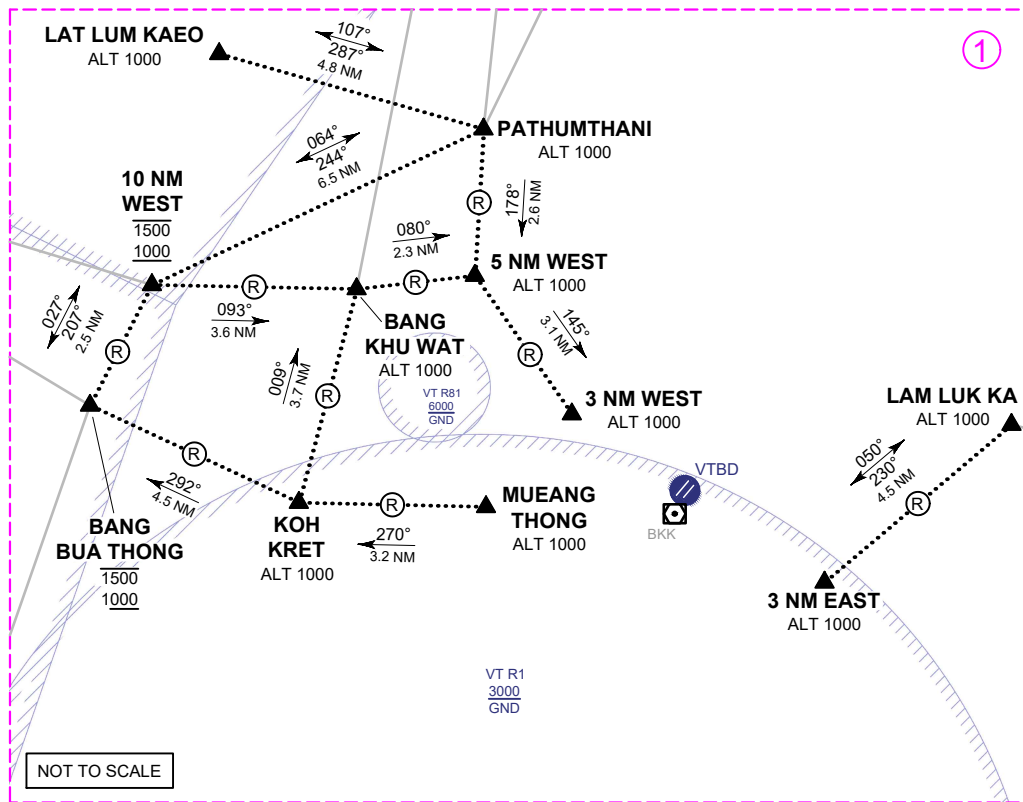 LAT LUM KAEO
ALT 1000
107°
287°
4.8 NM
1
PATHUMTHANI
ALT 1000
064°
244°
6.5 NM
10 NM
WEST
1500
1000
R
178°
2.6 NM
080°
2.3 NM
5 NM WEST
ALT 1000
R
R
093°
3.6 NM
027°
207°
2.5 NM
R
BANG
KHU WAT
ALT 1000
145°
3.1 NM
R
009°
3.7 NM
R
VT R81
6000
GND
3 NM WEST
ALT 1000
LAM LUK KA
ALT 1000
050°
230°
4.5 NM
R
R
292°
4.5 NM
VTBD
BKK
BANG
BUA THONG
1500
1000
KOH
KRET
ALT 1000
R
270°
3.2 NM
MUEANG
THONG
ALT 1000
3 NM EAST
ALT 1000
VT R1
3000
GND
NOT TO SCALE